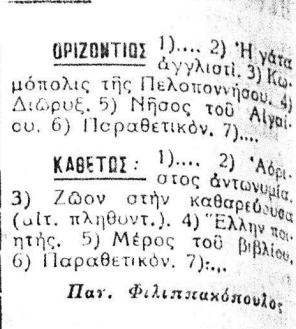 ΟΡΙΖΟΝΤΙΩΣ 1).... 2) Ἡ γάτα
ἀγγλιστί. 3) Κω-
μόπολις τῆς Πελοποννήσου. 4)
Διῶρυξ. 5) Νῆσος τοῦ Αἰγαί-
ου. 6) Παραθετικόν. 7)....
ΚΑΘΕΤΩΣ : 1).... 2) Ἀόρι-
στος ἀντωνυμία.
3) Ζῶον στὴν καθαρεύουσα
(αἰτ. πληθυντ.). 4) Ἕλλην ποι-
ητής. 5) Μέρος τοῦ βιβλίου.
6) Παραθετικόν. 7):...
Παν. Φιλιππακόπουλος